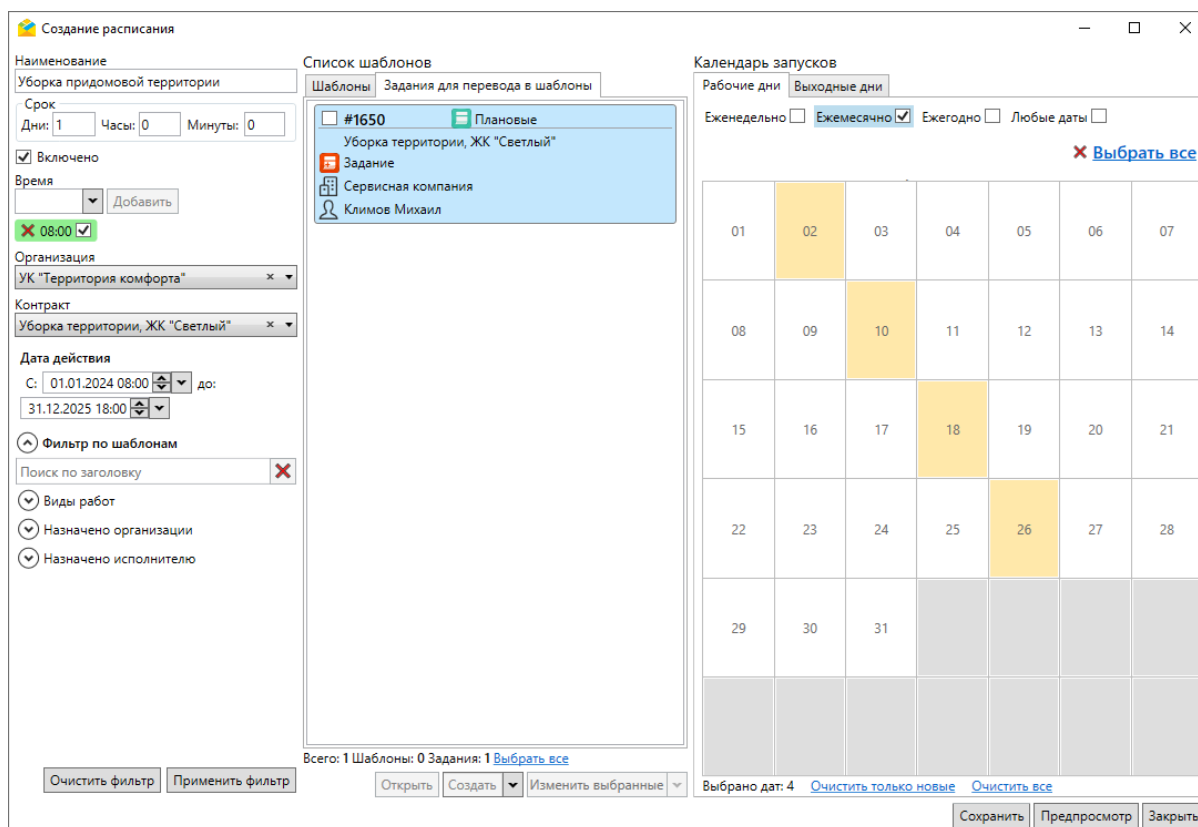 Создание расписания
Наименование
Уборка придомовой территории
Срок
Дни: 1 Часы: 0 Минуты: 0
Включено
Время
Добавить
08:00
Организация
УК "Территория комфорта"
Контракт
Уборка территории, ЖК "Светлый"
Дата действия
С: 01.01.2024 08:00 до:
31.12.2025 18:00
Фильтр по шаблонам
Поиск по заголовку
Виды работ
Назначено организации
Назначено исполнителю
Очистить фильтр Применить фильтр
Список шаблонов
Шаблоны Задания для перевода в шаблоны
#1650 Плановые
Уборка территории, ЖК "Светлый"
Задание
Сервисная компания
Климов Михаил
Всего: 1 Шаблоны: 0 Задания: 1 Выбрать все
Открыть Создать Изменить выбранные
Календарь запусков
Рабочие дни Выходные дни
Еженедельно Ежемесячно Ежегодно Любые даты
Выбрать все
01 02 03 04 05 06 07
08 09 10 11 12 13 14
15 16 17 18 19 20 21
22 23 24 25 26 27 28
29 30 31
Выбрано дат: 4 Очистить только новые Очистить все
Сохранить Предпросмотр Закрыть